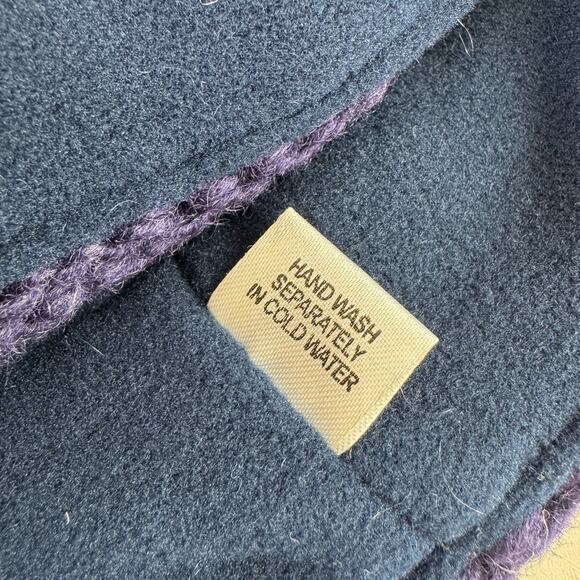 HAND WASH
SEPARATELY
IN COLD WATER